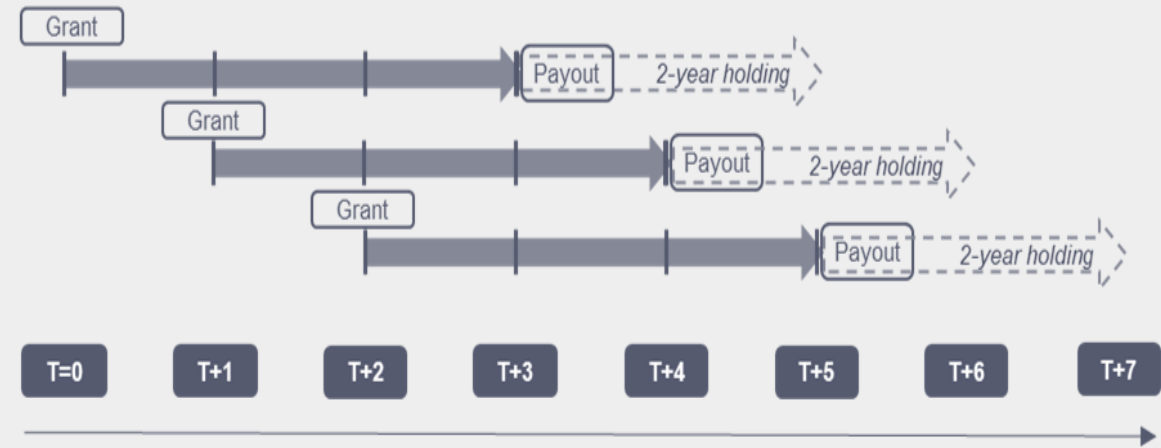 Grant
Payout 2-year holding
Grant
Payout 2-year holding
Grant
Payout 2-year holding
T=0 T+1 T+2 T+3 T+4 T+5 T+6 T+7